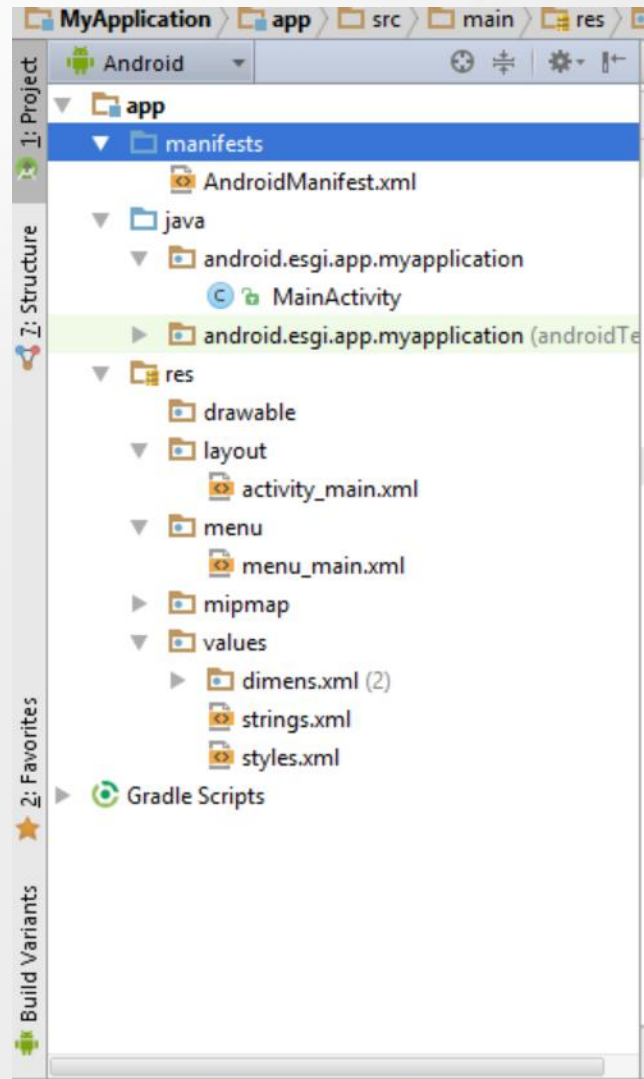 MyApplication app src main res
Android
app
manifests
AndroidManifest.xml
java
android.esgi.app.myapplication
MainActivity
android.esgi.app.myapplication (androidTe
res
drawable
layout
activity_main.xml
menu
menu_main.xml
mipmap
values
dimens.xml (2)
strings.xml
styles.xml
Gradle Scripts
1: Project
7: Structure
2: Favorites
Build Variants